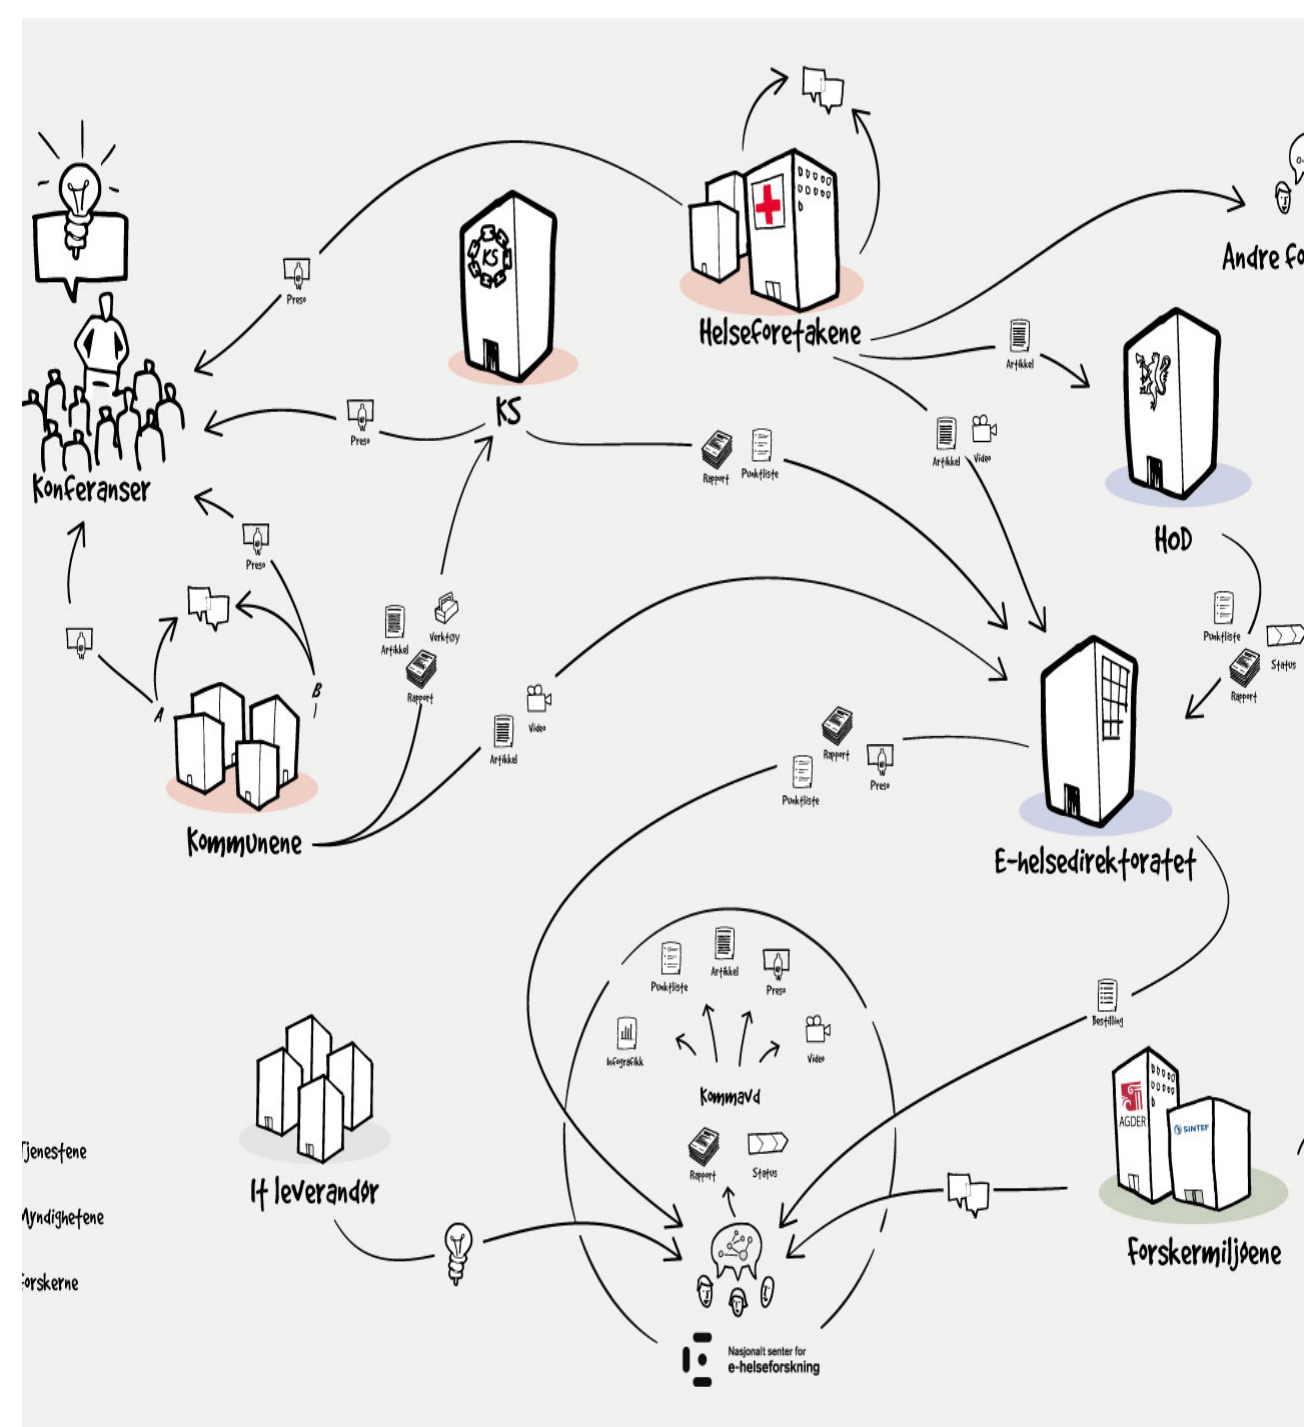 Preso
KS
Helseforetakene
Andre fo
Artikkel
KS
Preso
Rapport
Punktliste
Artikkel
Video
Konferanser
HoD
Preso
Artikkel
Verktøy
Rapport
Punktliste
Status
Rapport
A
B
Artikkel
Video
Rapport
Punktliste
Preso
Kommunene
E-helsedirektoratet
Punktliste
Artikkel
Preso
Infografikk
Video
Bestilling
Kommavd
AGDER
SINTEF
Rapport
Status
Tjenestene
It leverandør
Myndighetene
Forskermiljøene
Forskerne
Nasjonalt senter for
e-helseforskning